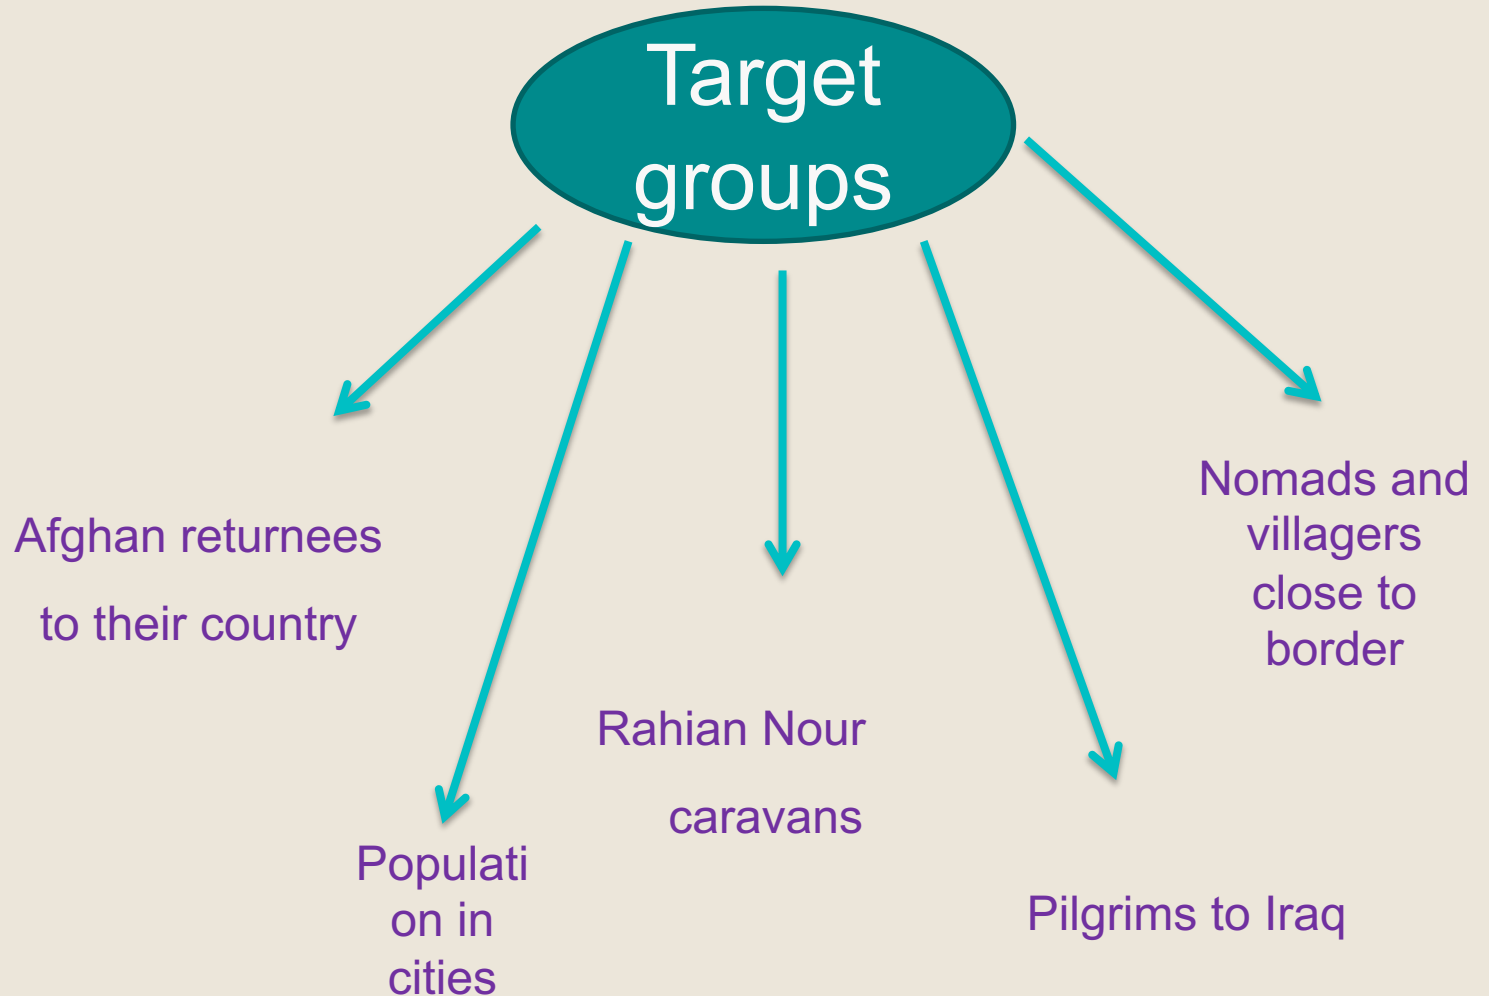 Target
groups
Afghan returnees
to their country
Populati
on in
cities
Rahian Nour
caravans
Pilgrims to Iraq
Nomads and
villagers
close to
border